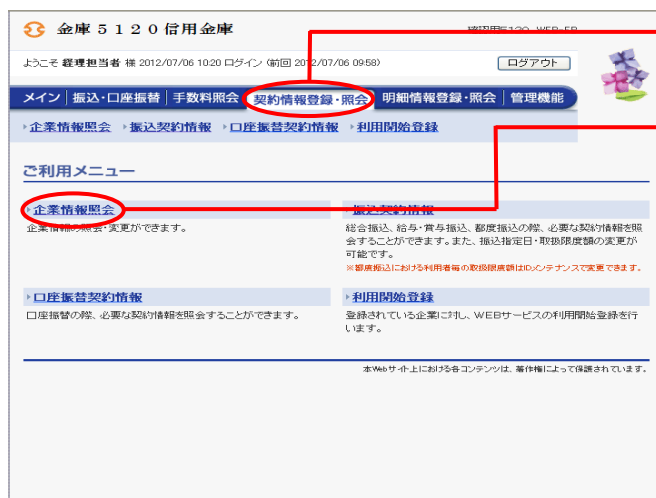 金庫５１２０信用金庫
確認用5120 WEB-FB
ようこそ 経理担当者 様 2012/07/06 10:20 ログイン (前回 2012/07/06 09:58)
ログアウト
メイン 振込・口座振替 手数料照会 契約情報登録・照会 明細情報登録・照会 管理機能
企業情報照会 振込契約情報 口座振替契約情報 利用開始登録
ご利用メニュー
企業情報照会
企業情報の照会・変更ができます。
振込契約情報
総合振込、給与・賞与振込、都度振込の際、必要な契約情報を照
会することができます。また、振込指定日・取扱限度額の変更が
可能です。
※都度振込における利用者毎の取扱限度額はIDメンテナンスで変更できます。
口座振替契約情報
口座振替の際、必要な契約情報を照会することができます。
利用開始登録
登録されている企業に対し、WEBサービスの利用開始登録を行
います。
本Webサイト上における各コンテンツは、著作権によって保護されています。